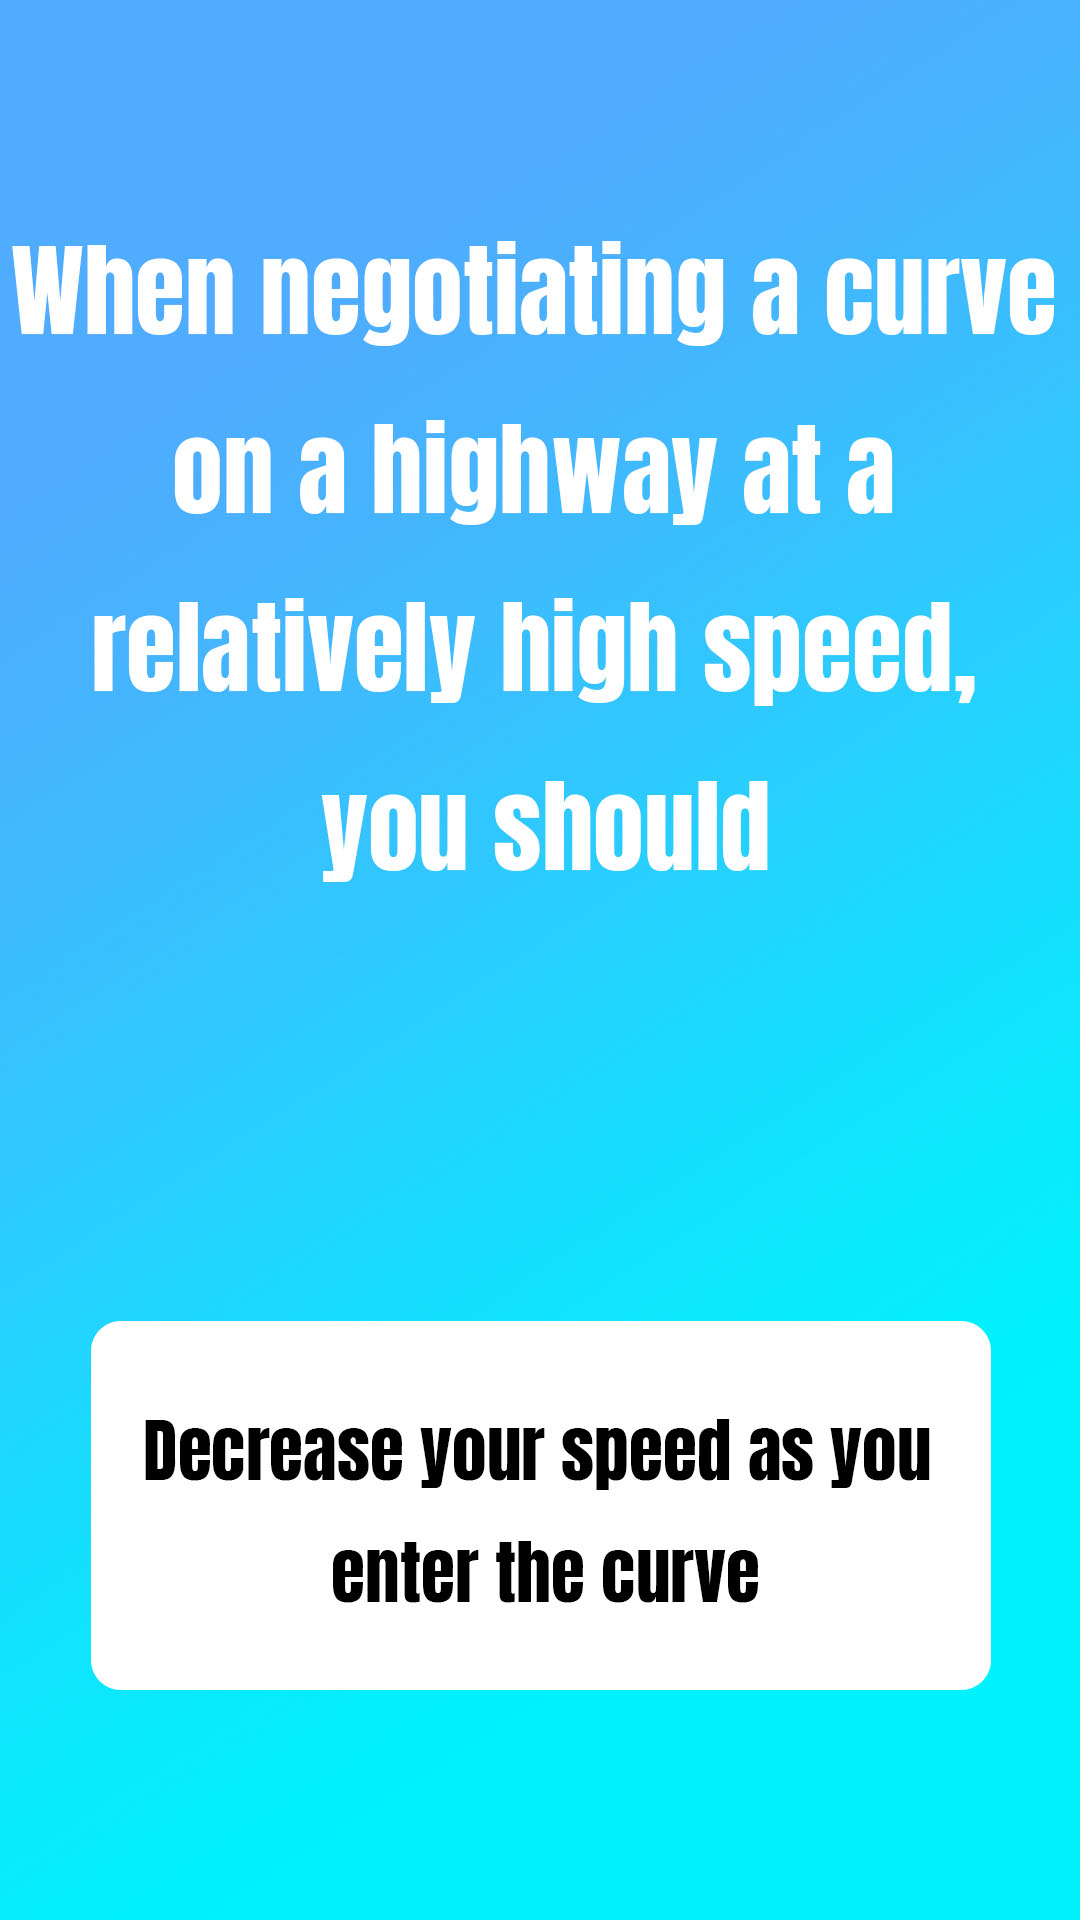 When negotiating a curve
on a highway at a
relatively high speed,
you should
Decrease your speed as you
enter the curve